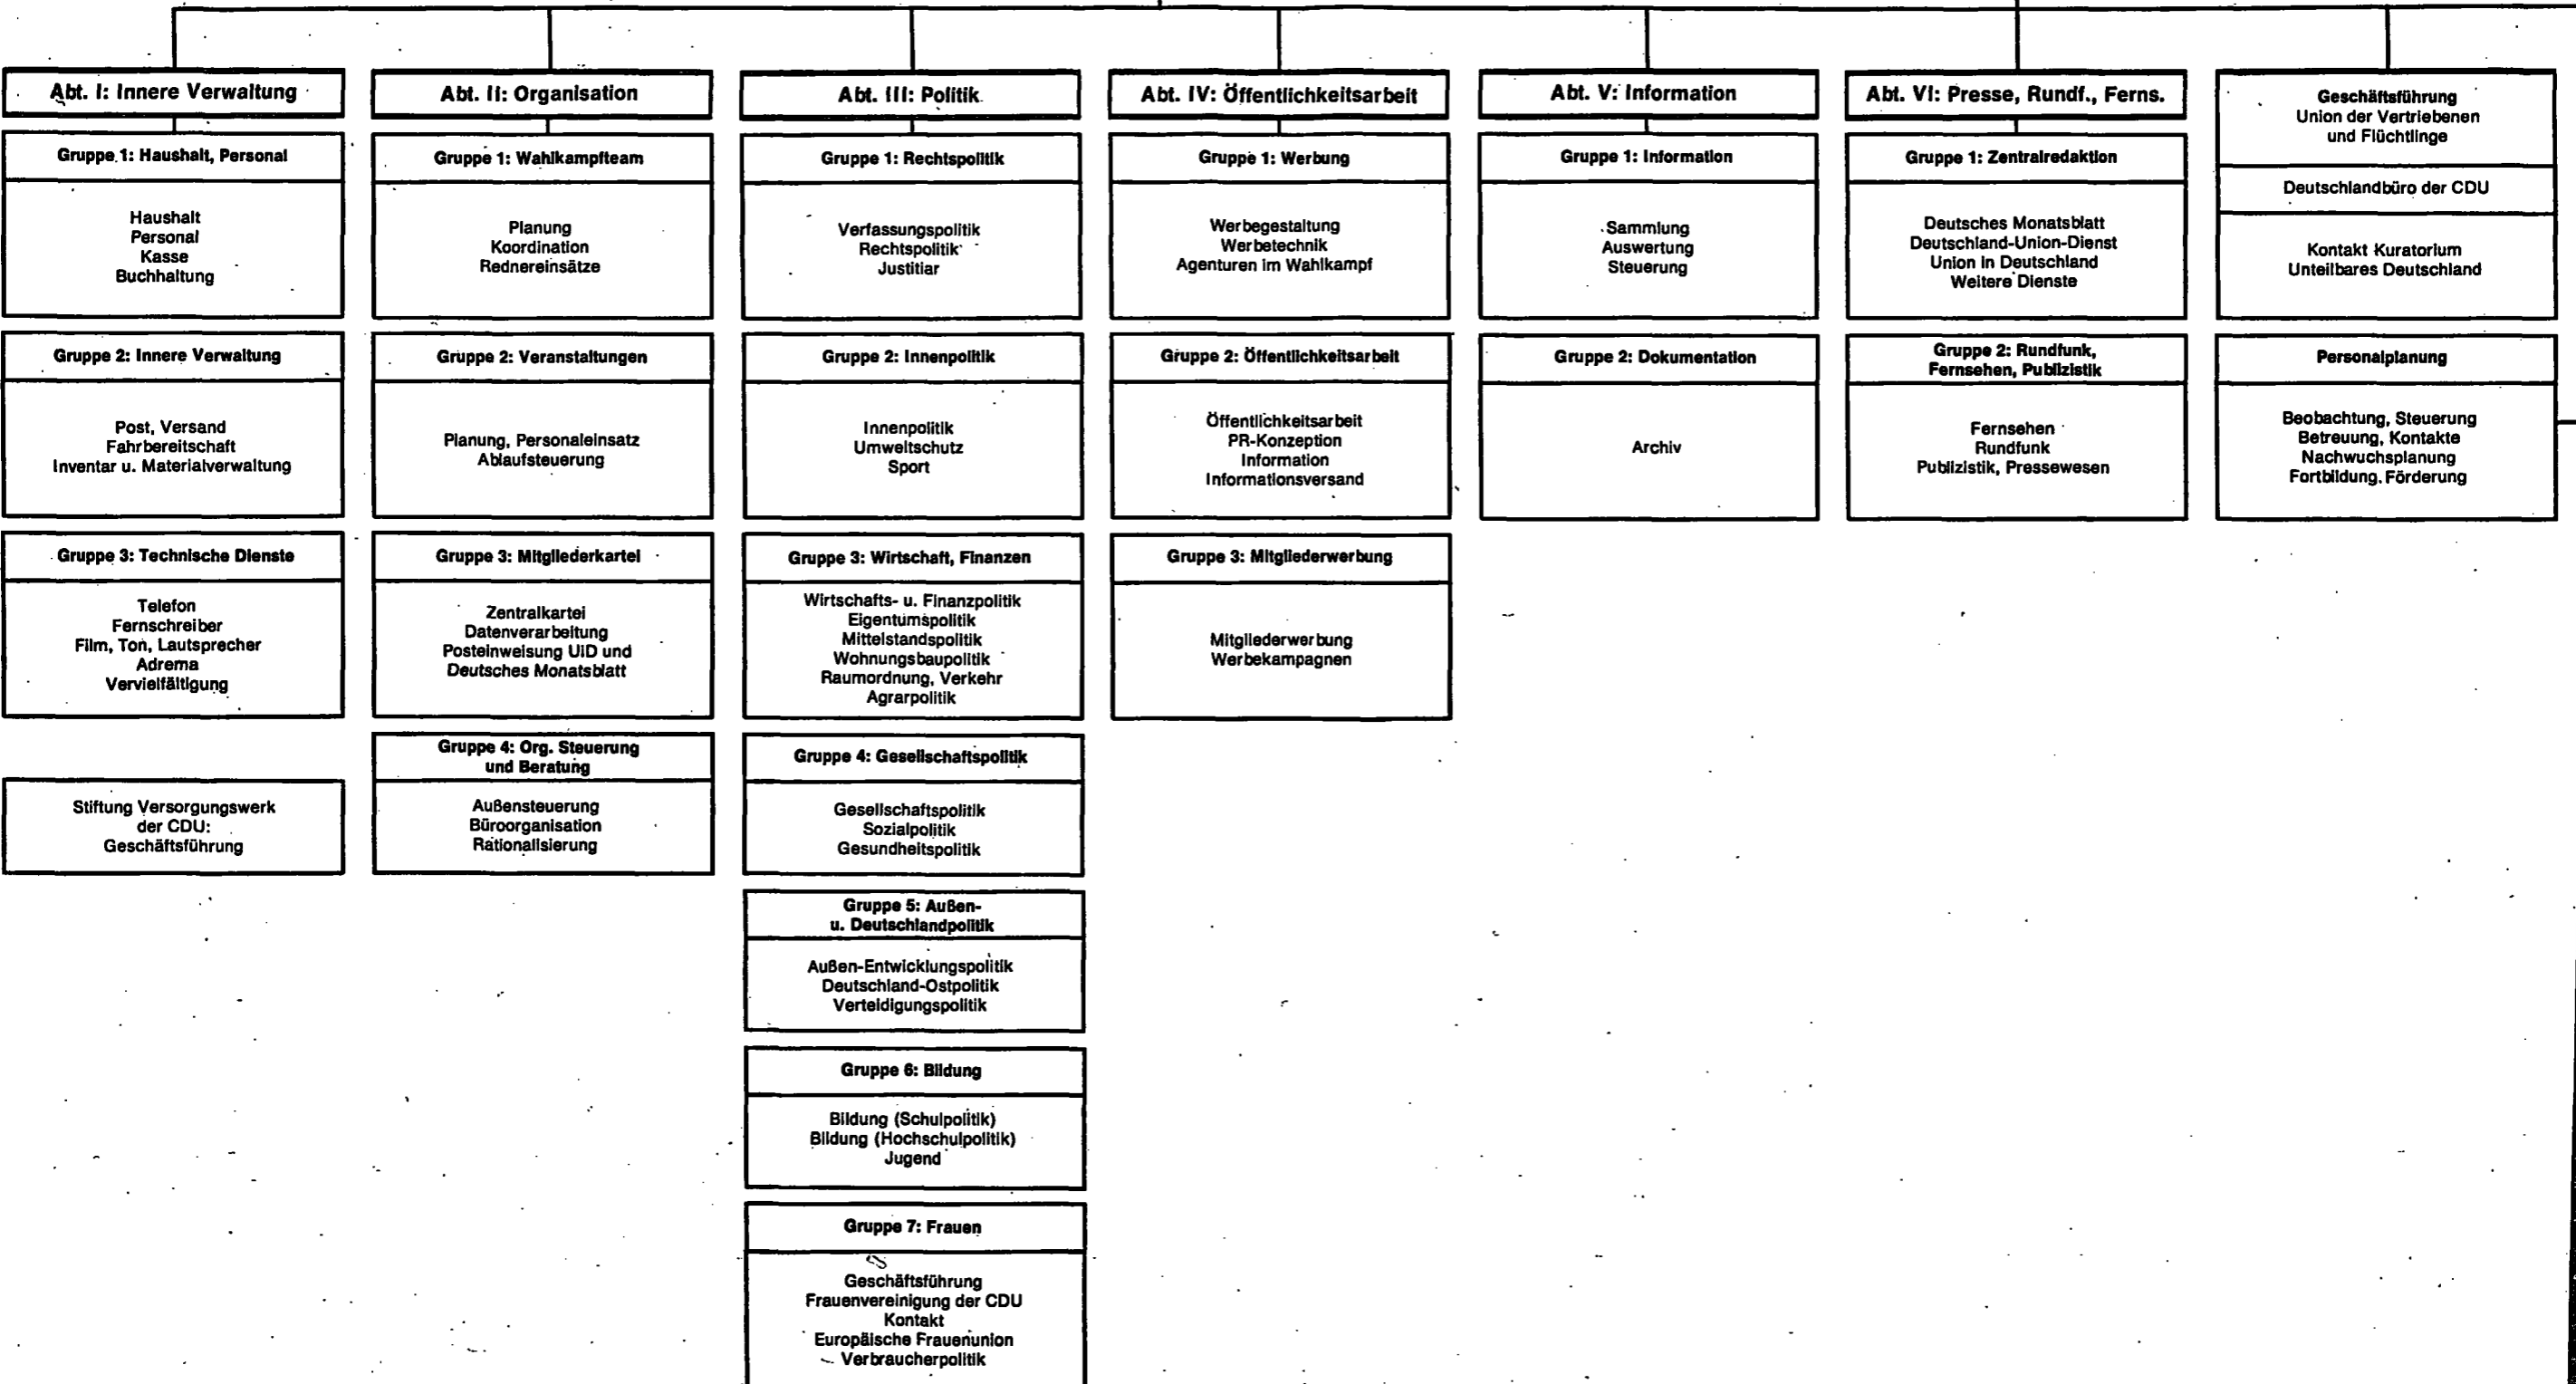 Abt. I: Innere Verwaltung
Gruppe 1: Haushalt, Personal
Haushalt
Personal
Kasse
Buchhaltung
Gruppe 2: Innere Verwaltung
Post, Versand
Fahrbereitschaft
Inventar u. Materialverwaltung
Gruppe 3: Technische Dienste
Telefon
Fernschreiber
Film, Ton, Lautsprecher
Adrema
Vervielfältigung
Stiftung Versorgungswerk
der CDU:
Geschäftsführung
Abt. II: Organisation
Gruppe 1: Wahlkampfteam
Planung
Koordination
Rednereinsätze
Gruppe 2: Veranstaltungen
Planung, Personaleinsatz
Ablaufsteuerung
Gruppe 3: Mitgliederkartei
Zentralkartei
Datenverarbeitung
Posteinweisung UiD und
Deutsches Monatsblatt
Gruppe 4: Org. Steuerung
und Beratung
Außensteuerung
Büroorganisation
Rationalisierung
Abt. III: Politik
Gruppe 1: Rechtspolitik
Verfassungspolitik
Rechtspolitik
Justitiar
Gruppe 2: Innenpolitik
Innenpolitik
Umweltschutz
Sport
Gruppe 3: Wirtschaft, Finanzen
Wirtschafts- u. Finanzpolitik
Eigentumspolitik
Mittelstandspolitik
Wohnungsbaupolitik
Raumordnung, Verkehr
Agrarpolitik
Gruppe 4: Gesellschaftspolitik
Gesellschaftspolitik
Sozialpolitik
Gesundheitspolitik
Gruppe 5: Außen-
u. Deutschlandpolitik
Außen-Entwicklungspolitik
Deutschland-Ostpolitik
Verteidigungspolitik
Gruppe 6: Bildung
Bildung (Schulpolitik)
Bildung (Hochschulpolitik)
Jugend
Gruppe 7: Frauen
Geschäftsführung
Frauenvereinigung der CDU
Kontakt
Europäische Frauenunion
Verbraucherpolitik
Abt. IV: Öffentlichkeitsarbeit
Gruppe 1: Werbung
Werbegestaltung
Werbetechnik
Agenturen im Wahlkampf
Gruppe 2: Öffentlichkeitsarbeit
Öffentlichkeitsarbeit
PR-Konzeption
Information
Informationsversand
Gruppe 3: Mitgliederwerbung
Mitgliederwerbung
Werbekampagnen
Abt. V: Information
Gruppe 1: Information
Sammlung
Auswertung
Steuerung
Gruppe 2: Dokumentation
Archiv
Abt. VI: Presse, Rundf., Ferns.
Gruppe 1: Zentralredaktion
Deutsches Monatsblatt
Deutschland-Union-Dienst
Union in Deutschland
Weitere Dienste
Gruppe 2: Rundfunk,
Fernsehen, Publizistik
Fernsehen
Rundfunk
Publizistik, Pressewesen
Geschäftsführung
Union der Vertriebenen
und Flüchtlinge
Deutschlandbüro der CDU
Kontakt Kuratorium
Unteilbares Deutschland
Personalplanung
Beobachtung, Steuerung
Betreuung, Kontakte
Nachwuchsplanung
Fortbildung, Förderung